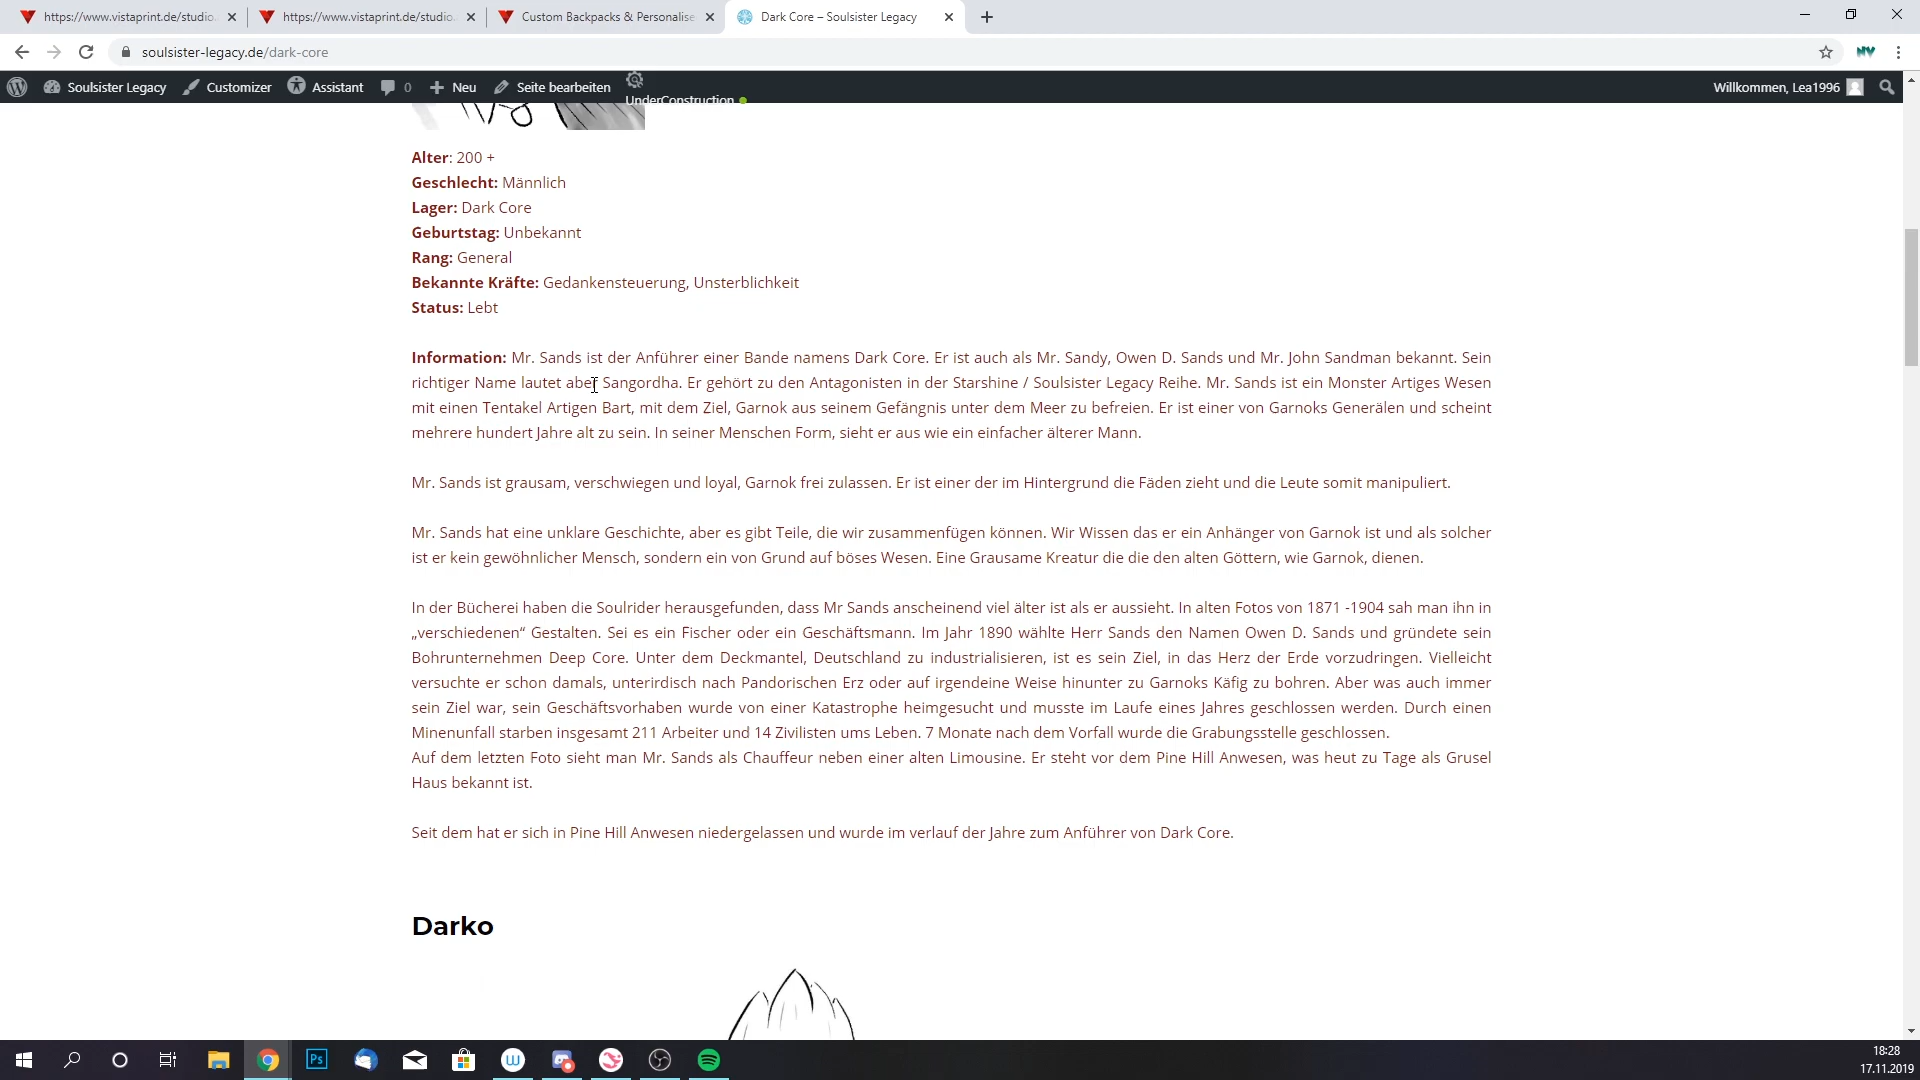 https://www.vistaprint.de/studio.
https://www.vistaprint.de/studio.
Custom Backpacks & Personalise
Dark Core – Soulsister Legacy
soulsister-legacy.de/dark-core
Soulsister Legacy
Customizer
Assistant
0
Neu
Seite bearbeiten
UnderConstruction
Willkommen, Lea1996
Alter: 200 +
Geschlecht: Männlich
Lager: Dark Core
Geburtstag: Unbekannt
Rang: General
Bekannte Kräfte: Gedankensteuerung, Unsterblichkeit
Status: Lebt
Information: Mr. Sands ist der Anführer einer Bande namens Dark Core. Er ist auch als Mr. Sandy, Owen D. Sands und Mr. John Sandman bekannt. Sein
richtiger Name lautet aber Sangordha. Er gehört zu den Antagonisten in der Starshine / Soulsister Legacy Reihe. Mr. Sands ist ein Monster Artiges Wesen
mit einen Tentakel Artigen Bart, mit dem Ziel, Garnok aus seinem Gefängnis unter dem Meer zu befreien. Er ist einer von Garnoks Generälen und scheint
mehrere hundert Jahre alt zu sein. In seiner Menschen Form, sieht er aus wie ein einfacher älterer Mann.
Mr. Sands ist grausam, verschwiegen und loyal, Garnok frei zulassen. Er ist einer der im Hintergrund die Fäden zieht und die Leute somit manipuliert.
Mr. Sands hat eine unklare Geschichte, aber es gibt Teile, die wir zusammenfügen können. Wir Wissen das er ein Anhänger von Garnok ist und als solcher
ist er kein gewöhnlicher Mensch, sondern ein von Grund auf böses Wesen. Eine Grausame Kreatur die die den alten Göttern, wie Garnok, dienen.
In der Bücherei haben die Soulrider herausgefunden, dass Mr Sands anscheinend viel älter ist als er aussieht. In alten Fotos von 1871 -1904 sah man ihn in
„verschiedenen“ Gestalten. Sei es ein Fischer oder ein Geschäftsmann. Im Jahr 1890 wählte Herr Sands den Namen Owen D. Sands und gründete sein
Bohrunternehmen Deep Core. Unter dem Deckmantel, Deutschland zu industrialisieren, ist es sein Ziel, in das Herz der Erde vorzudringen. Vielleicht
versuchte er schon damals, unterirdisch nach Pandorischen Erz oder auf irgendeine Weise hinunter zu Garnoks Käfig zu bohren. Aber was auch immer
sein Ziel war, sein Geschäftsvorhaben wurde von einer Katastrophe heimgesucht und musste im Laufe eines Jahres geschlossen werden. Durch einen
Minenunfall starben insgesamt 211 Arbeiter und 14 Zivilisten ums Leben. 7 Monate nach dem Vorfall wurde die Grabungsstelle geschlossen.
Auf dem letzten Foto sieht man Mr. Sands als Chauffeur neben einer alten Limousine. Er steht vor dem Pine Hill Anwesen, was heut zu Tage als Grusel
Haus bekannt ist.
Seit dem hat er sich in Pine Hill Anwesen niedergelassen und wurde im verlauf der Jahre zum Anführer von Dark Core.
Darko
Ps
18:28
17.11.2019